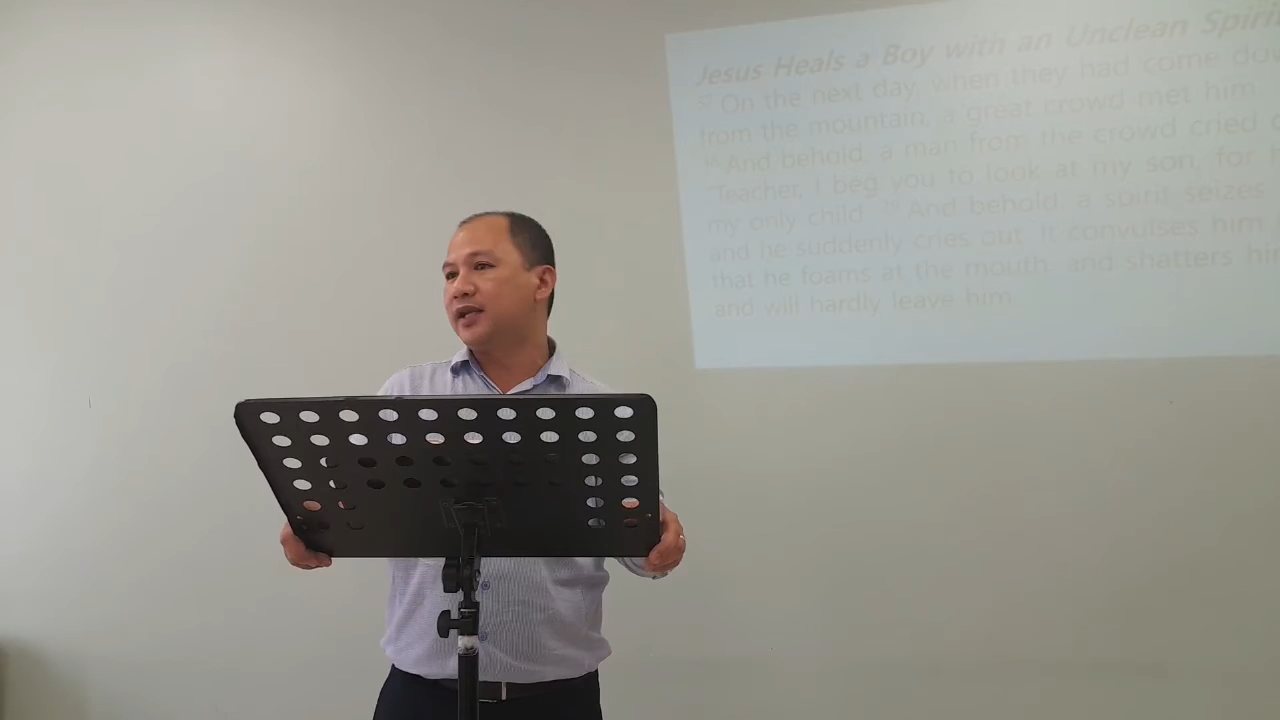 Jesus Heals a Boy with an Unclean
37 On the next day, when they had come
from the mountain, a great crowd met him.
38 And behold, a man from the crowd cried
"Teacher, I beg you to look at my son, for
my only child. 39 And behold, a spirit seizes
and he suddenly cries out. It convulses him
that he foams at the mouth, and shatters
and will hardly leave him.